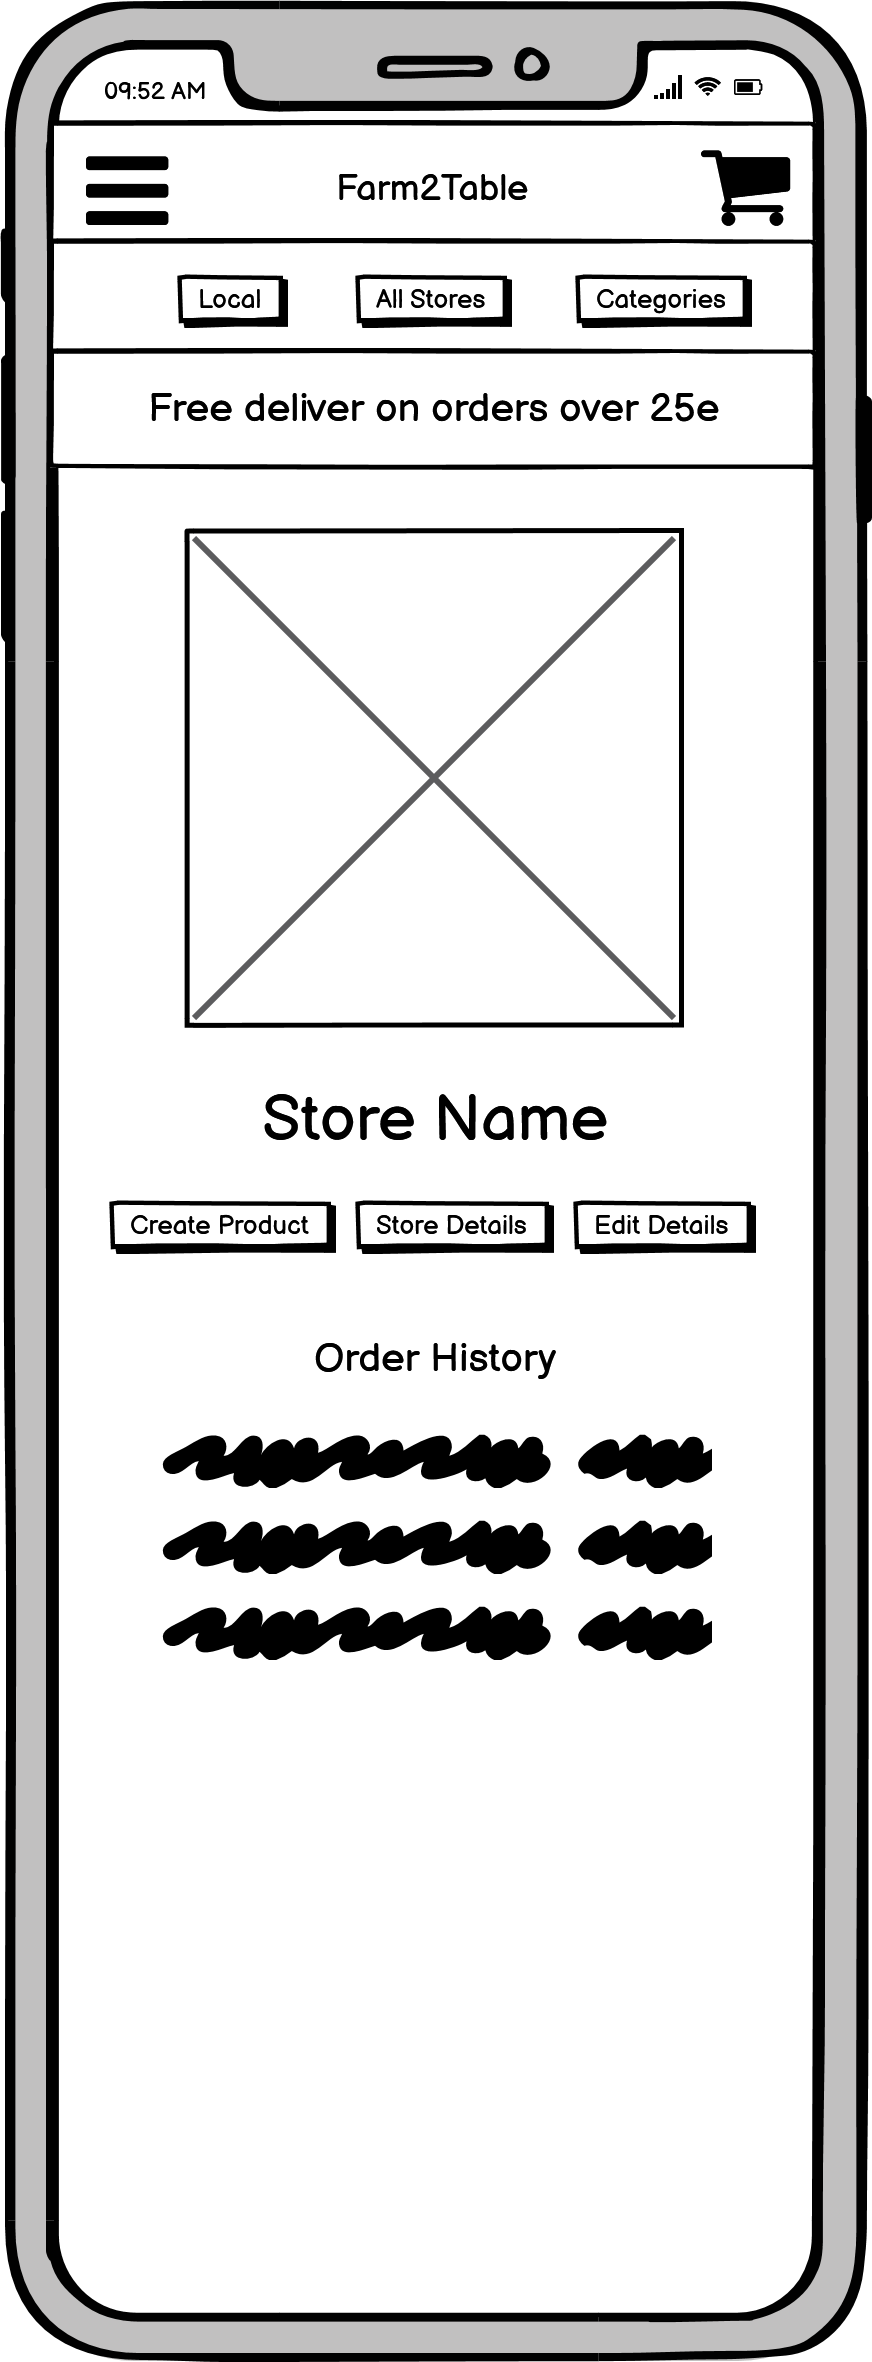 09:52 AM
Farm2Table
Local All Stores Categories
Free deliver on orders over 25e
Store Name
Create Product Store Details Edit Details
Order History